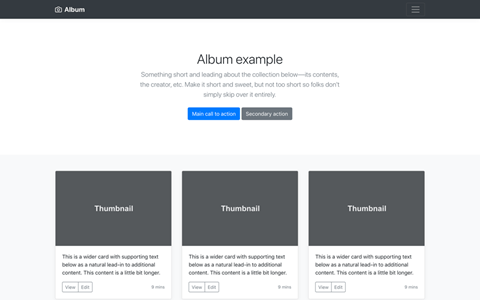 Album
Album example
Something short and leading about the collection below—its contents,
the creator, etc. Make it short and sweet, but not too short so folks don't
simply skip over it entirely.
Main call to action Secondary action
Thumbnail Thumbnail Thumbnail
This is a wider card with supporting text
below as a natural lead-in to additional
content. This content is a little bit longer.
View Edit 9 mins
This is a wider card with supporting text
below as a natural lead-in to additional
content. This content is a little bit longer.
View Edit 9 mins
This is a wider card with supporting text
below as a natural lead-in to additional
content. This content is a little bit longer.
View Edit 9 mins